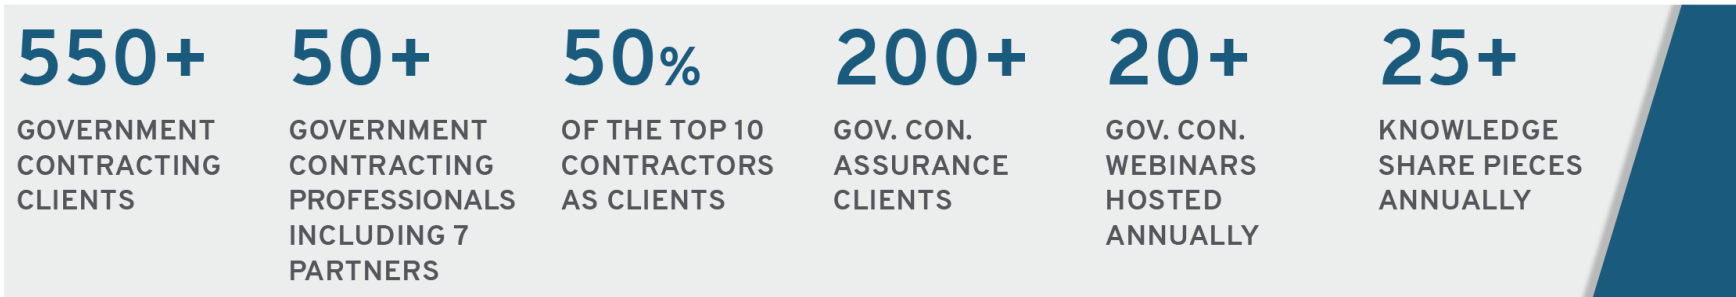 550+
GOVERNMENT
CONTRACTING
CLIENTS
50+
GOVERNMENT
CONTRACTING
PROFESSIONALS
INCLUDING 7
PARTNERS
50%
OF THE TOP 10
CONTRACTORS
AS CLIENTS
200+
GOV. CON.
ASSURANCE
CLIENTS
20+
GOV. CON.
WEBINARS
HOSTED
ANNUALLY
25+
KNOWLEDGE
SHARE PIECES
ANNUALLY